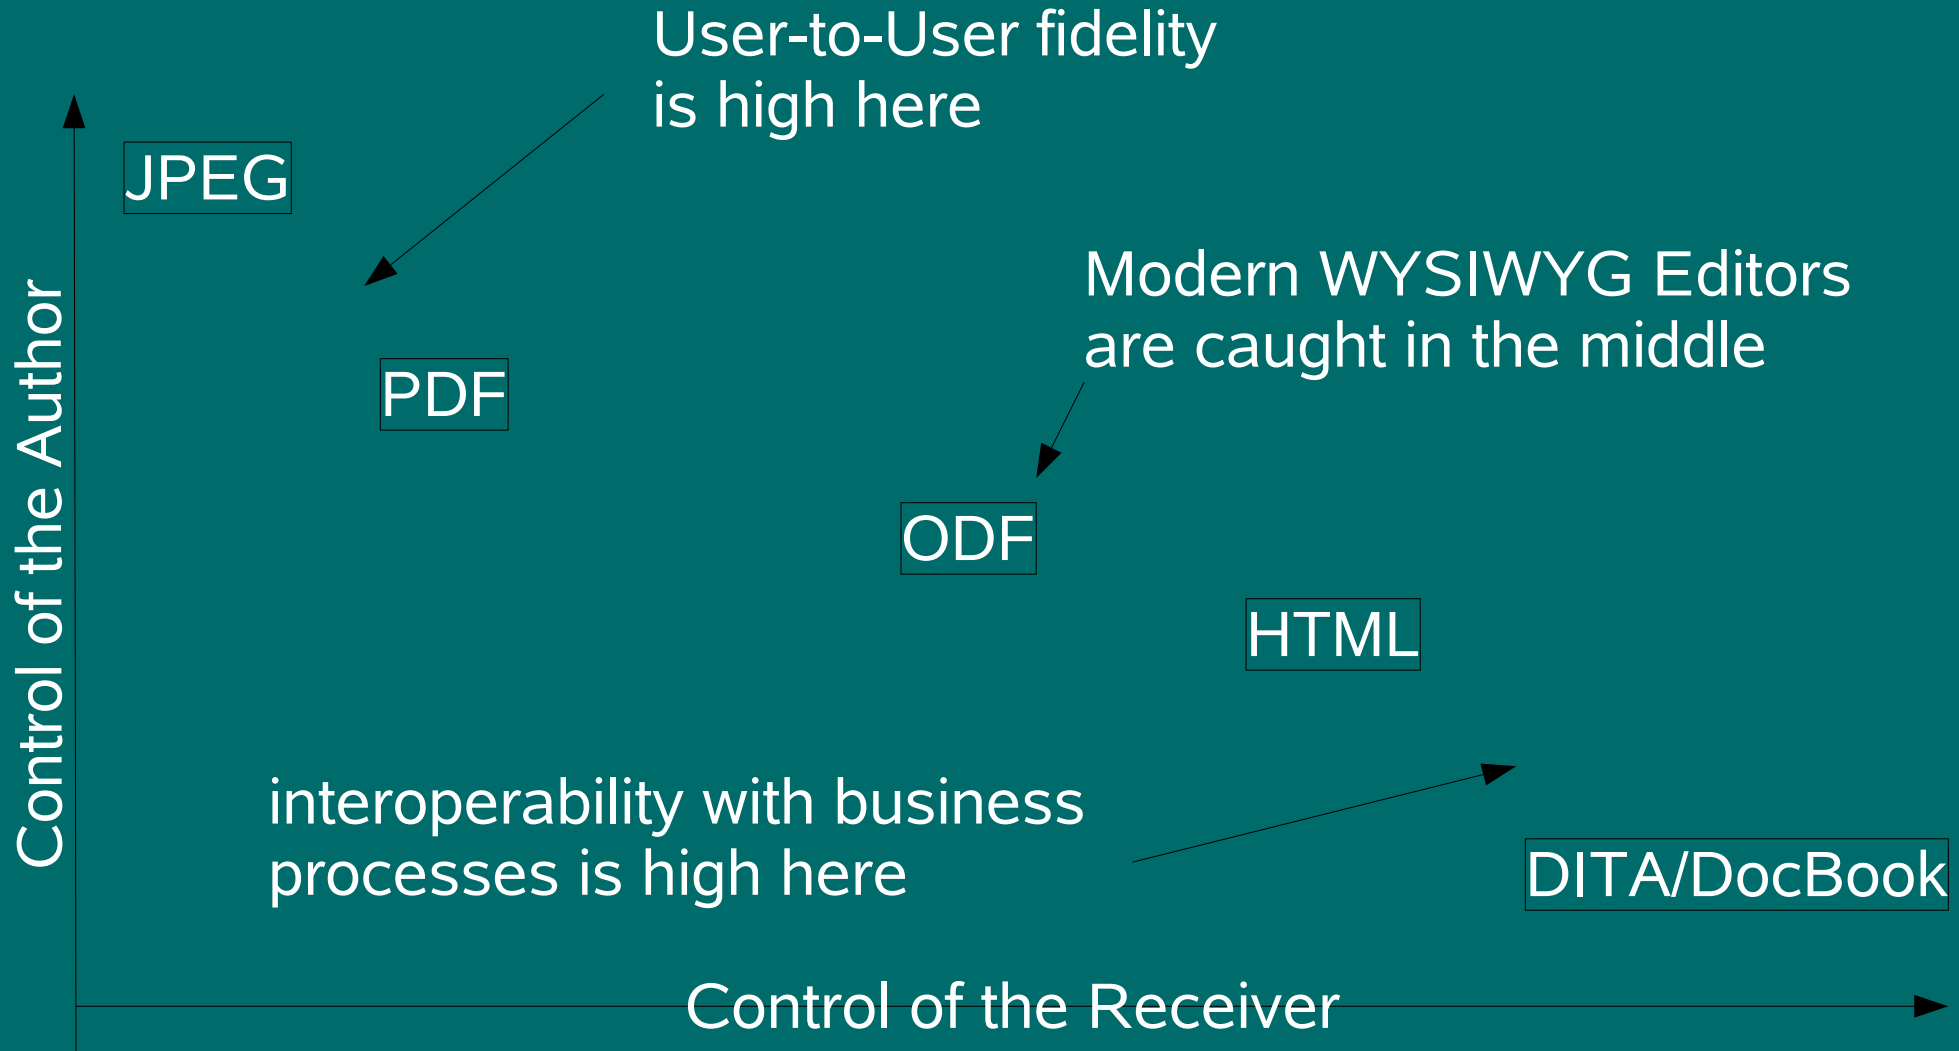 User-to-User fidelity
is high here
JPEG
Modern WYSIWYG Editors
are caught in the middle
PDF
ODF
HTML
interoperability with business
processes is high here
DITA/DocBook
Control of the Author
Control of the Receiver